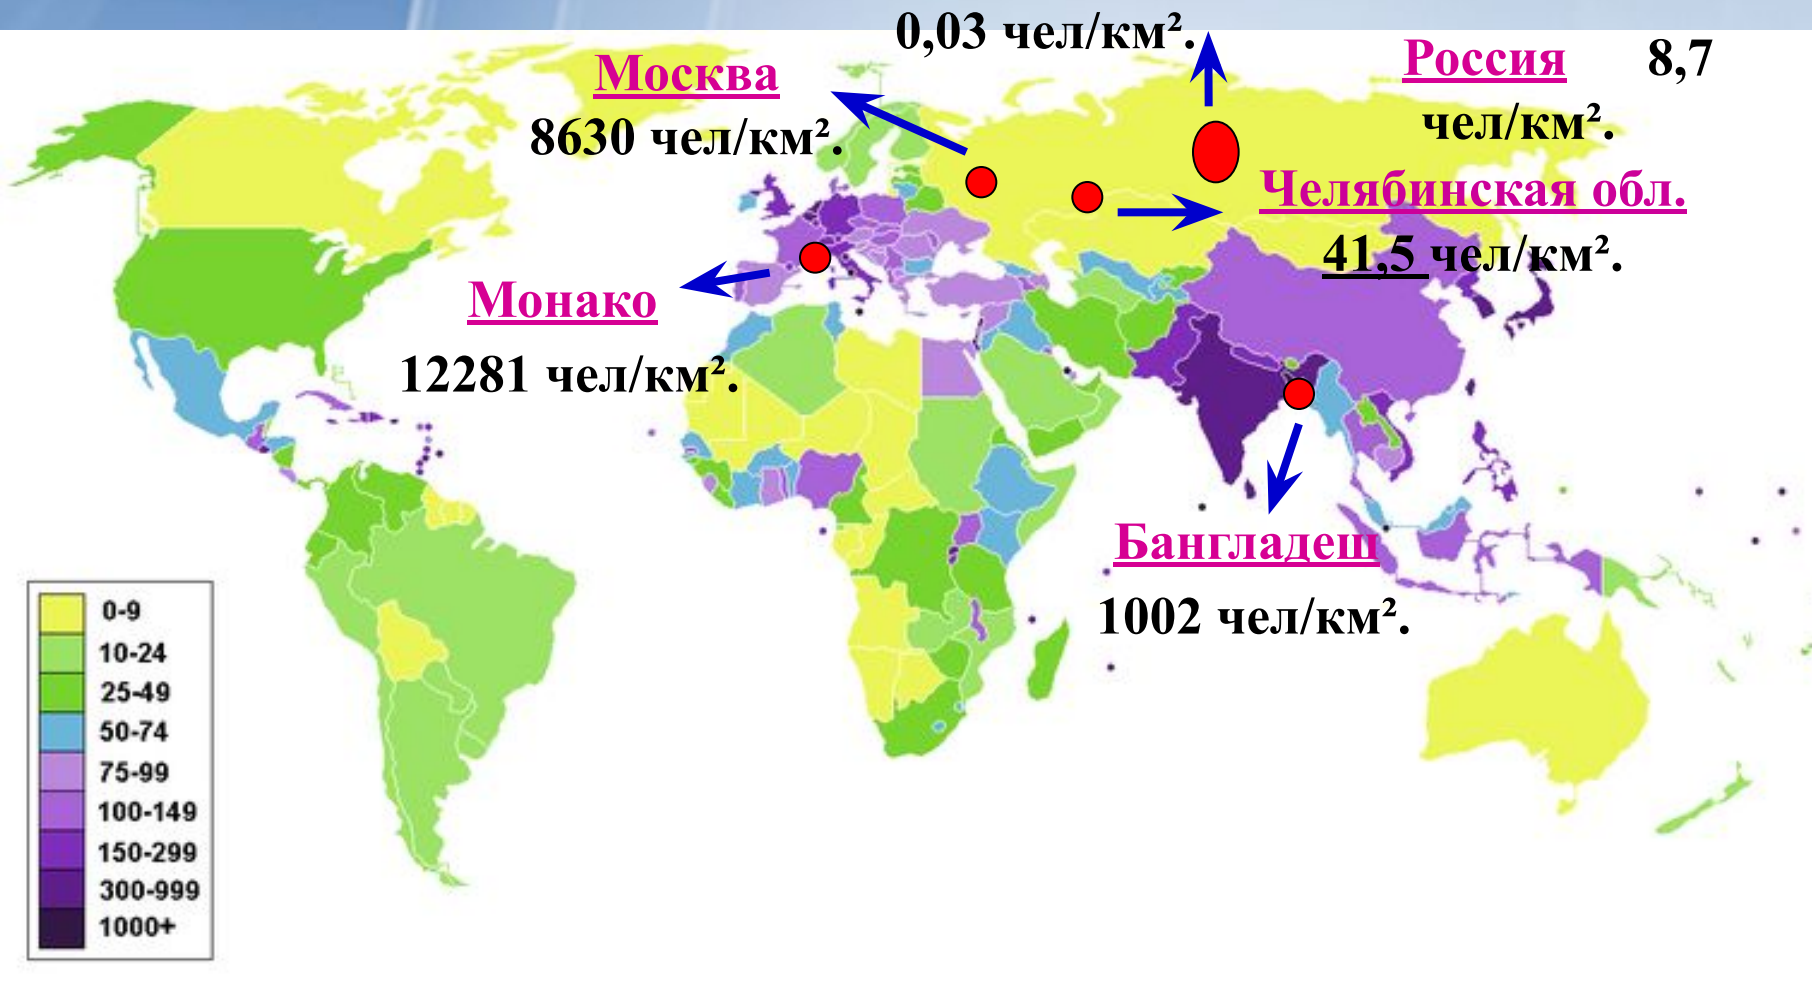 0,03 чел/км².
Москва
8630 чел/км².
Россия 8,7
чел/км².
Челябинская обл.
41,5 чел/км².
Монако
12281 чел/км².
Бангладеш
1002 чел/км².
0-9
10-24
25-49
50-74
75-99
100-149
150-299
300-999
1000+